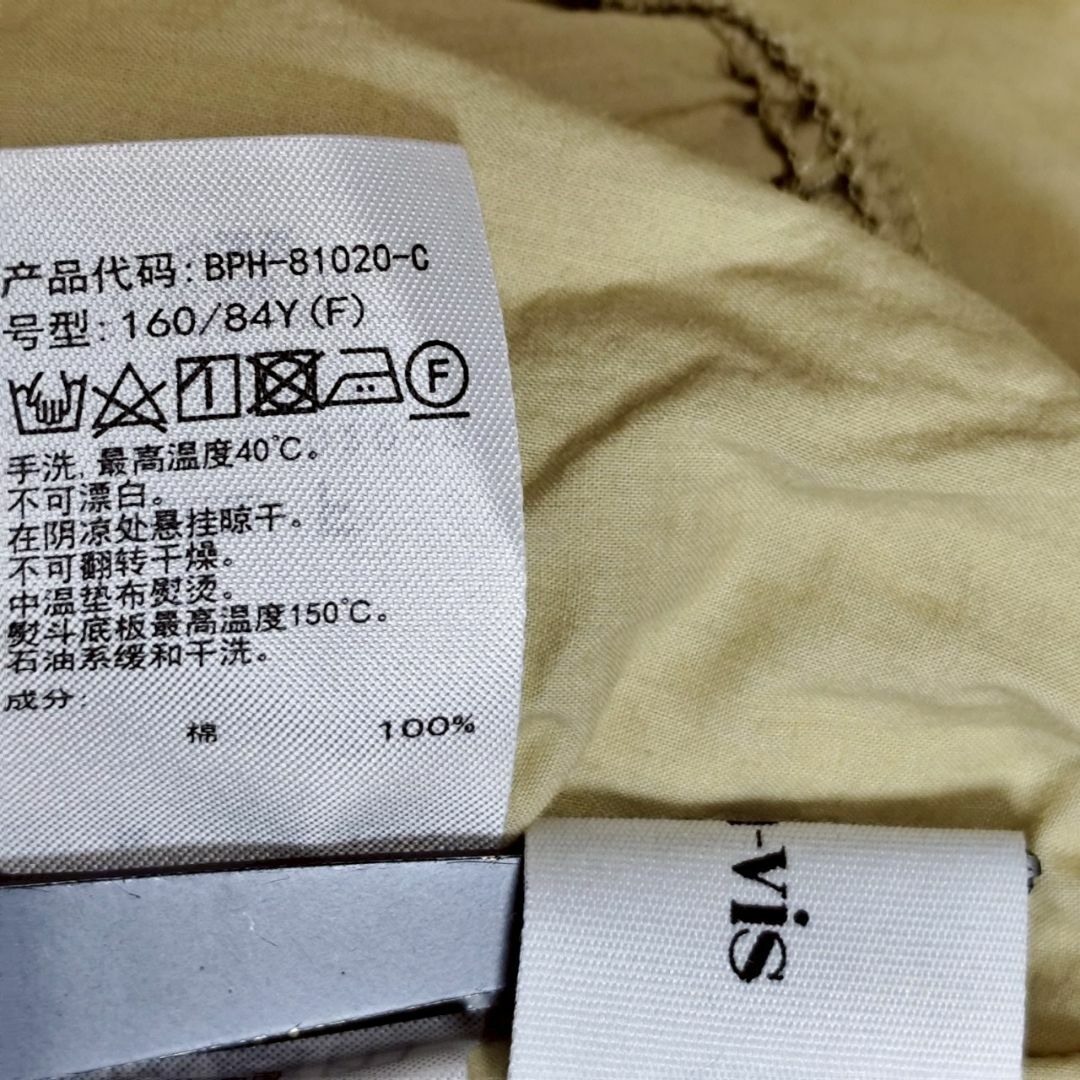 产品代码: BPH-81020-C
号型: 160/84Y(F)
F
手洗, 最高温度40℃。
不可漂白。
在阴凉处悬挂晾干。
不可翻转干燥。
中温垫布熨烫。
熨斗底板最高温度150℃。
石油系缓和干洗。
成分:
棉 100%
-vis